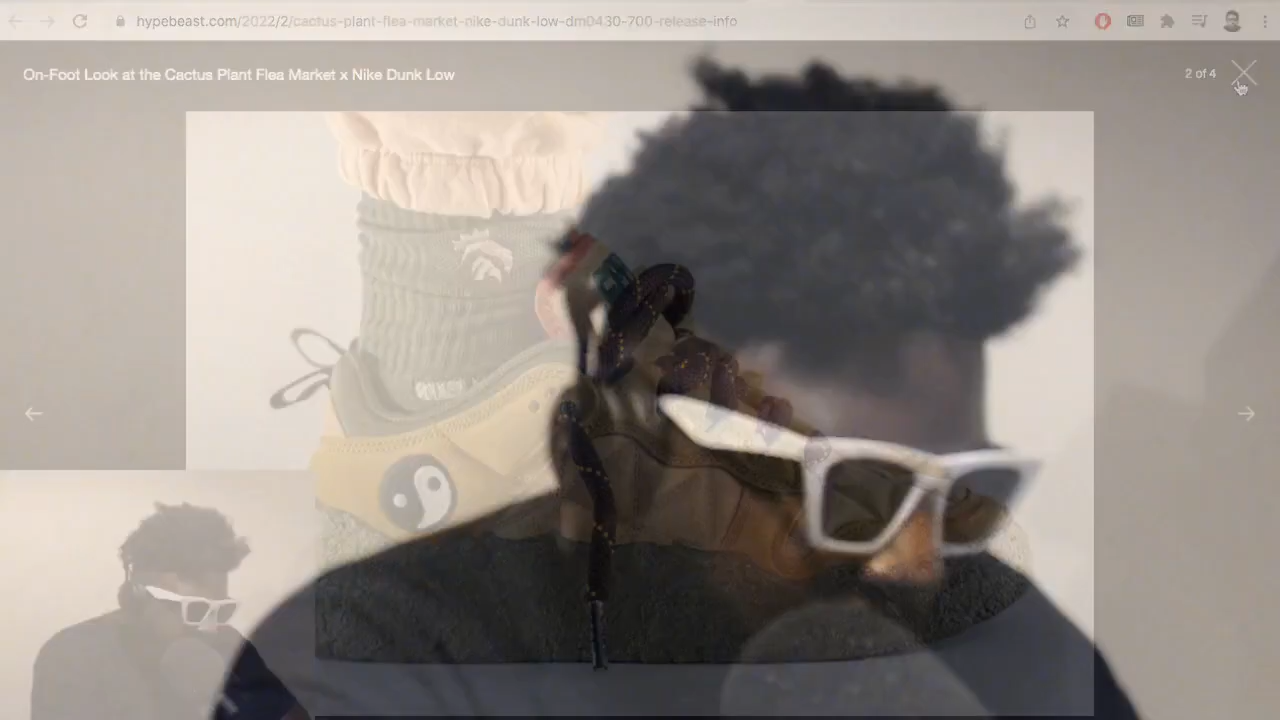 hypebeast.com/2022/2/cactus-plant-flea-market-nike-dunk-low-dm0430-700-release-info
On-Foot Look at the Cactus Plant Flea Market x Nike Dunk Low
2 of 4